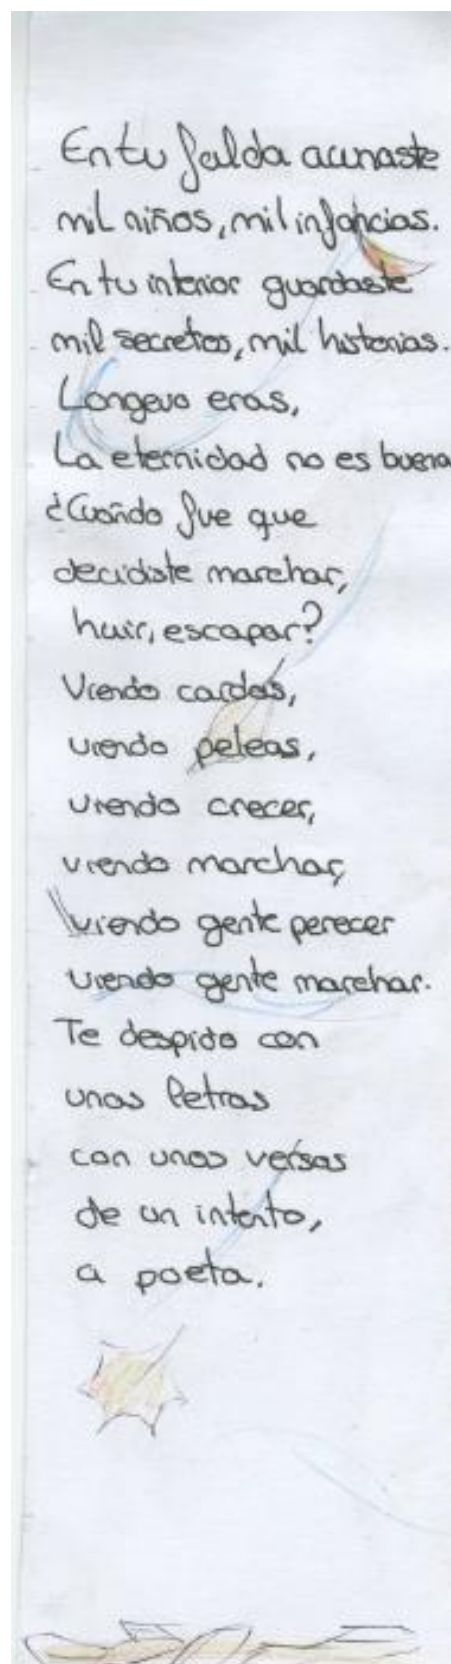 En tu falda acunaste
mil niños, mil infancias.
En tu interior guardaste
mil secretos, mil historias.
Longevo eras,
La eternidad no es buena
¿Cuándo fue que
decidiste marchar,
huir, escapar?
Viendo caídas,
viendo peleas,
viendo crecer,
viendo marchar,
viendo gente perecer
viendo gente marchar.
Te despido con
unas letras
con unos versos
de un intento,
a poeta.